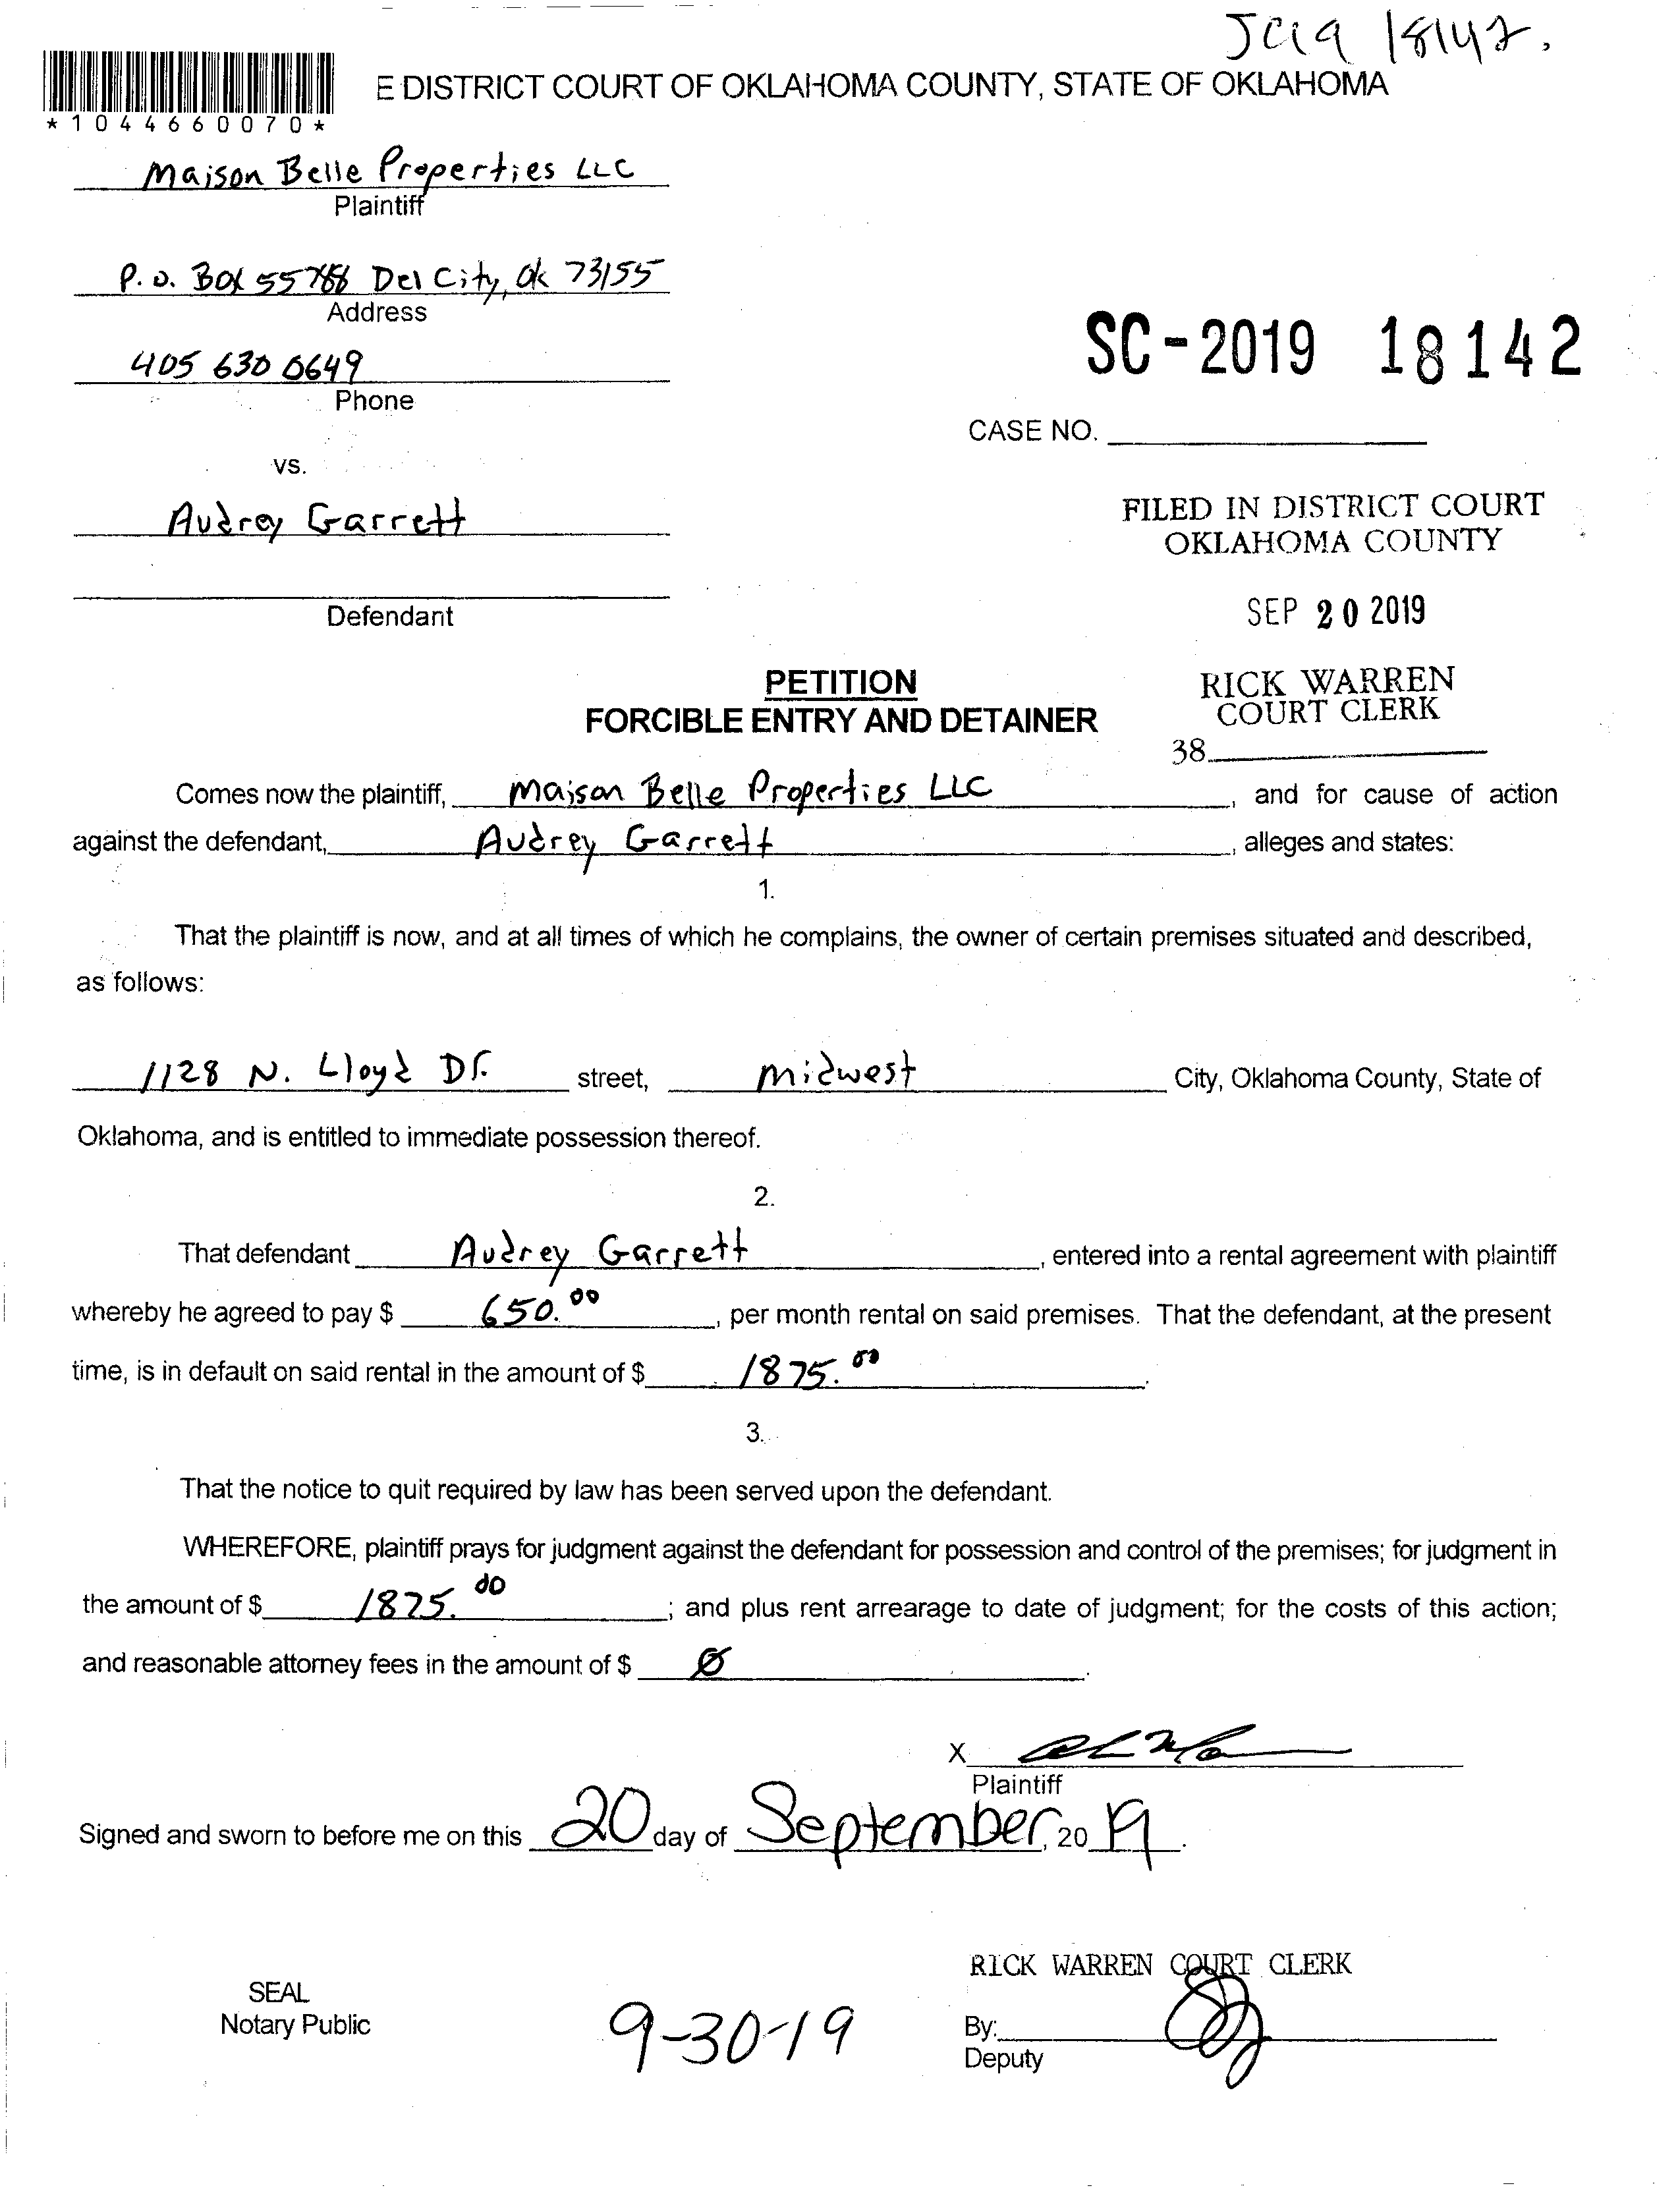 18142.
E DISTRICT COURT OF OKLAHOMA COUNTY, STATE OF OKLAHOMA
*1044660070*
Maison Belle Properties LLC
Plaintiff
P.O. Box 55788 Del City, Ok 73155
Address
405 630 0649
Phone
SC-2019 18142
CASE NO.
vs.
Audrey Garrett
Defendant
FILED IN DISTRICT COURT
OKLAHOMA COUNTY
SEP 20 2019
RICK WARREN
COURT CLERK
38
PETITION
FORCIBLE ENTRY AND DETAINER
Comes now the plaintiff, Maison Belle Properties LLC, and for cause of action
against the defendant, Audrey Garrett, alleges and states:
1.
That the plaintiff is now, and at all times of which he complains, the owner of certain premises situated and described,
as follows:
1128 N. Lloyd Dr. street, Midwest City, Oklahoma County, State of
Oklahoma, and is entitled to immediate possession thereof.
2.
That defendant Audrey Garrett, entered into a rental agreement with plaintiff
whereby he agreed to pay $ 650.00, per month rental on said premises. That the defendant, at the present
time, is in default on said rental in the amount of $ 1875.00.
3.
That the notice to quit required by law has been served upon the defendant.
WHEREFORE, plaintiff prays for judgment against the defendant for possession and control of the premises; for judgment in
the amount of $ 1875.00; and plus rent arrearage to date of judgment; for the costs of this action;
and reasonable attorney fees in the amount of $ Ø.
X
Plaintiff
Signed and sworn to before me on this 20 day of September, 2019.
RICK WARREN COURT CLERK
SEAL
Notary Public
9-30-19
By:
Deputy